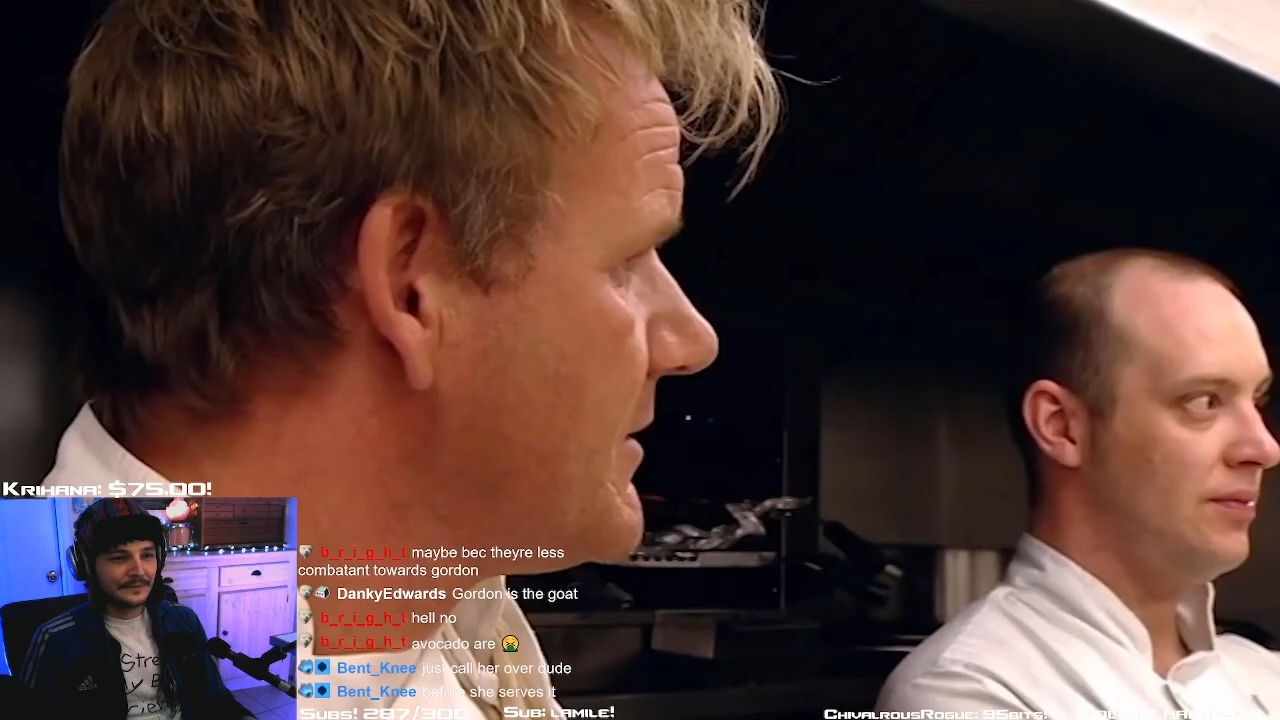 Krihana: $75.00!
b_r_i_g_h_t maybe bec theyre less
combatant towards gordon
DankyEdwards Gordon is the goat
b_r_i_g_h_t hell no
b_r_i_g_h_t avocado are 🤮
Bent_Knee just call her over dude
Bent_Knee before she serves it
Stre
y B
rie
Subs! 287/300 Sub: lamile!
ChivalrousRogue: 95bits!